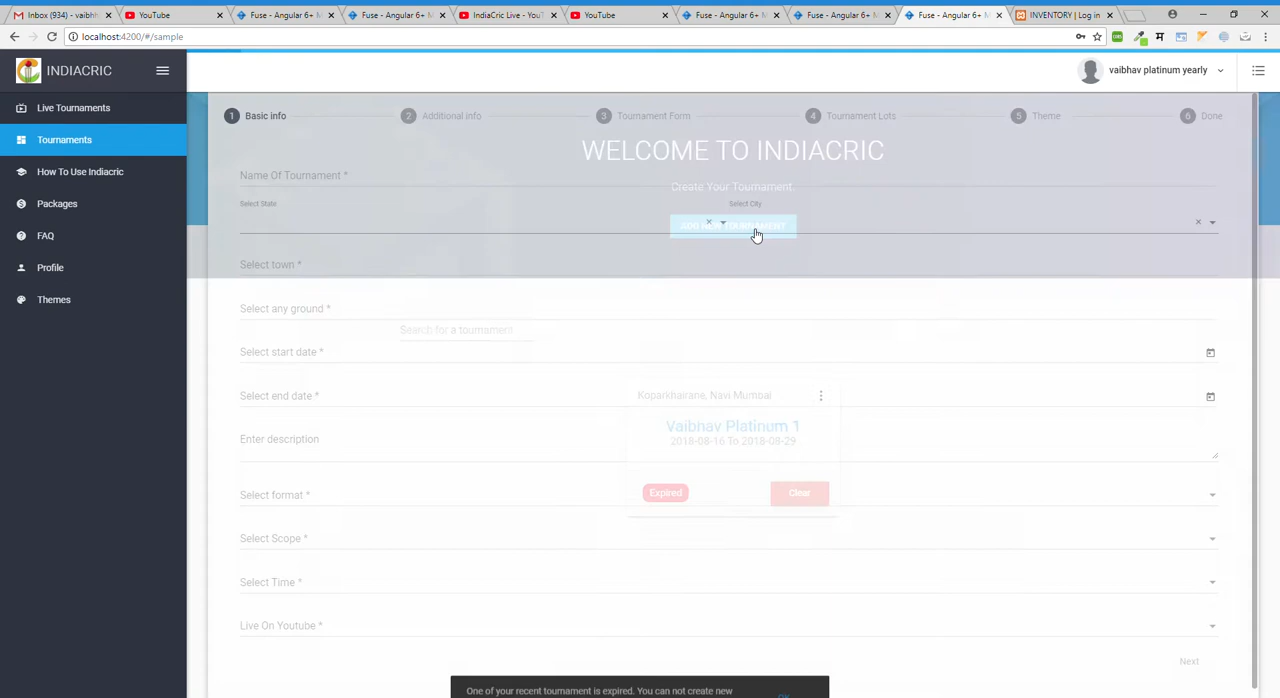 Inbox (934) - vaibh
YouTube
Fuse - Angular 6+ M
Fuse - Angular 6+ M
IndiaCric Live - YouT
YouTube
Fuse - Angular 6+ M
Fuse - Angular 6+ M
Fuse - Angular 6+ M
INVENTORY | Log in
localhost:4200/#/sample
INDIACRIC
vaibhav platinum yearly
Live Tournaments
Tournaments
How To Use Indiacric
Packages
FAQ
Profile
Themes
1 Basic info
2 Additional info
3 Tournament Form
4 Tournament Lots
5 Theme
6 Done
WELCOME TO INDIACRIC
Name Of Tournament *
Create Your Tournament.
Select State
Select City
ADD NEW TOURNAMENT
Select town *
Select any ground *
Search for a tournament
Select start date *
Select end date *
Koparkhairane, Navi Mumbai
Vaibhav Platinum 1
2018-08-16 To 2018-08-29
Enter description
Expired
Clear
Select format *
Select Scope *
Select Time *
Live On Youtube *
Next
One of your recent tournament is expired. You can not create new
OK